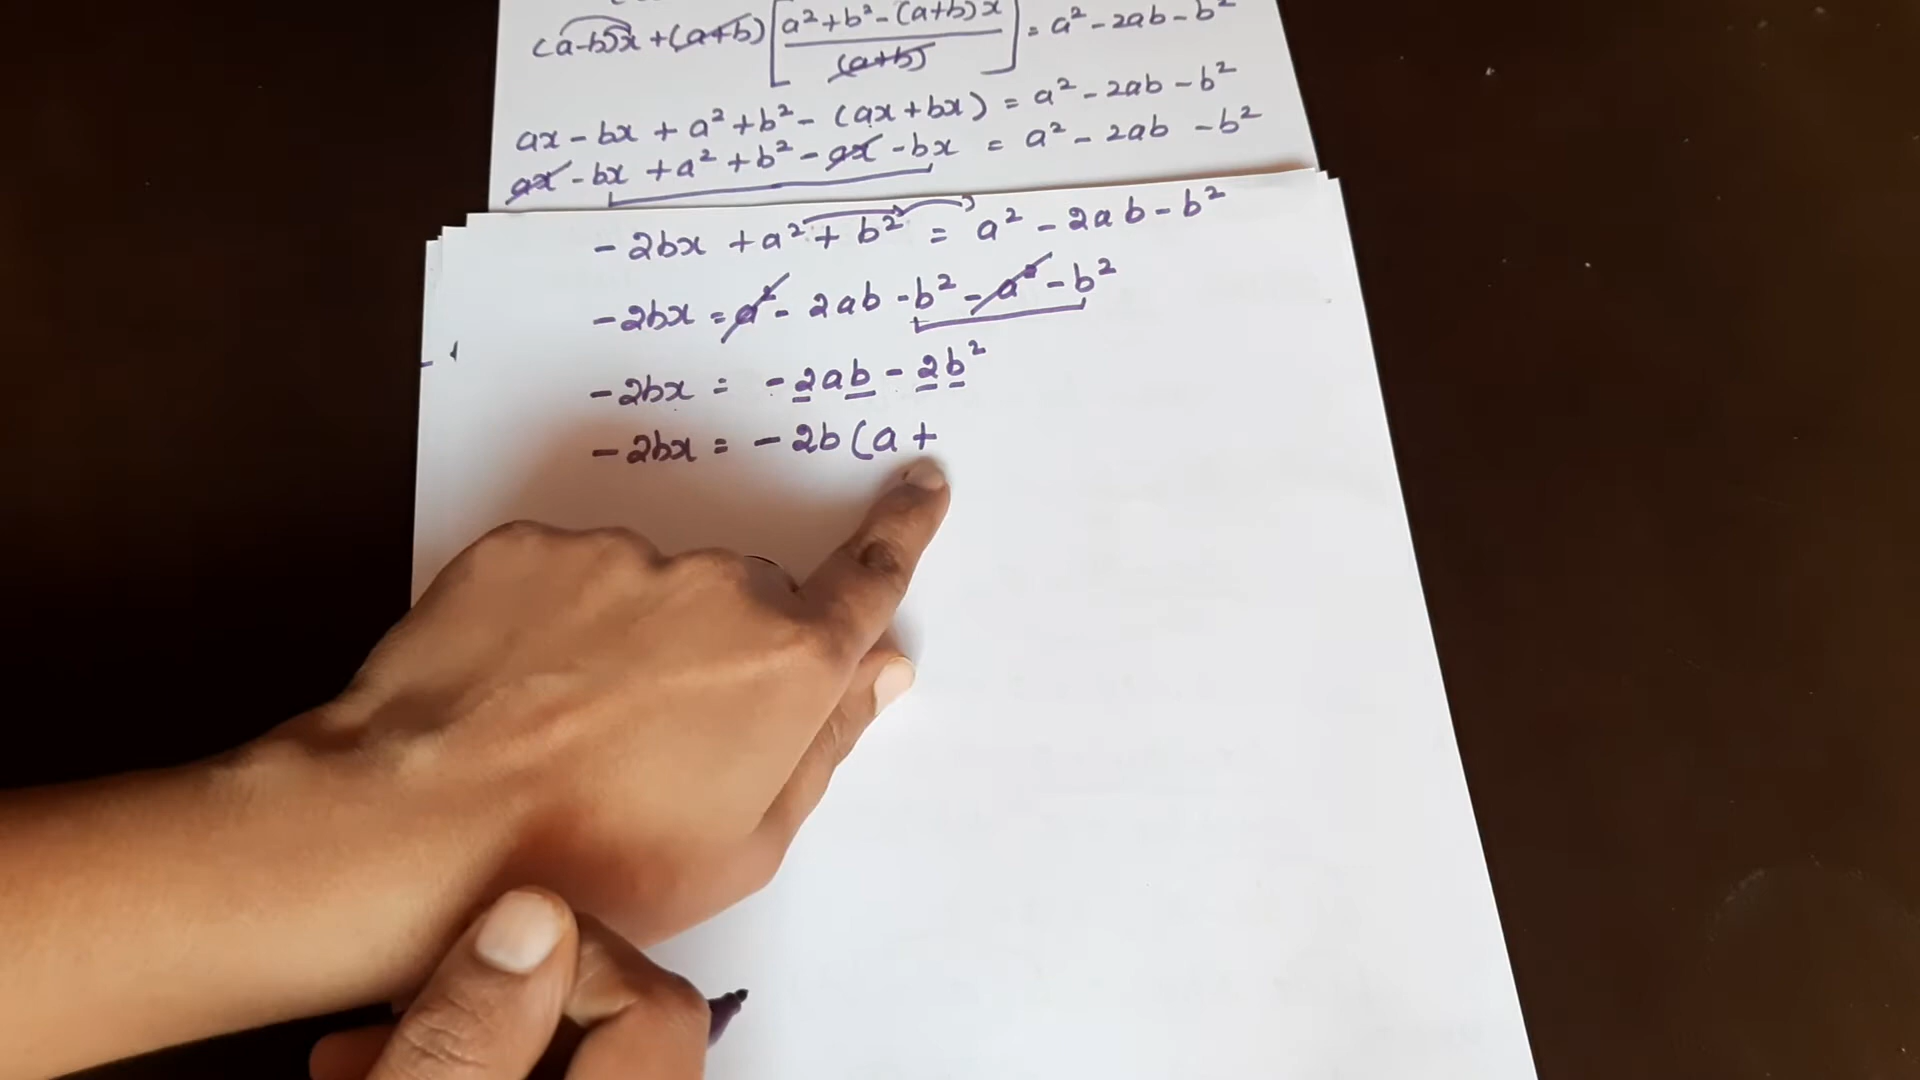 (a-b)x + (a+b) [a² + b² - (a+b)x / (a+b)] = a² - 2ab - b²
ax - bx + a² + b² - (ax + bx) = a² - 2ab - b²
ax - bx + a² + b² - ax - bx = a² - 2ab - b²
- 2bx + a² + b² = a² - 2ab - b²
- 2bx = a² - 2ab - b² - a² - b²
- 2bx = - 2ab - 2b²
- 2bx = - 2b (a +